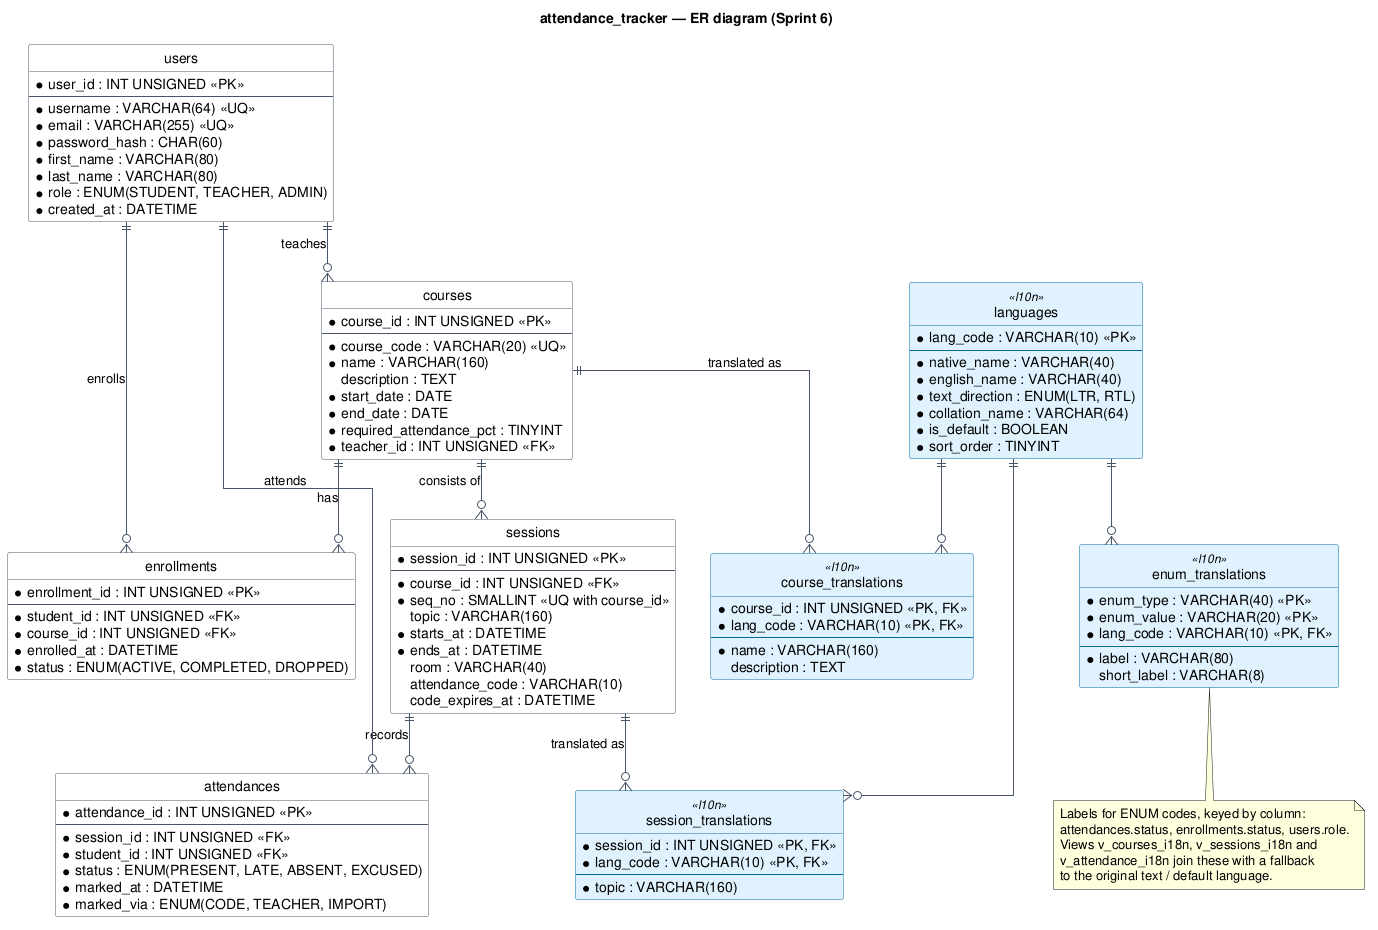 attendance_tracker — ER diagram (Sprint 6)
users
user_id : INT UNSIGNED «PK»
username : VARCHAR(64) «UQ»
email : VARCHAR(255) «UQ»
password_hash : CHAR(60)
first_name : VARCHAR(80)
last_name : VARCHAR(80)
role : ENUM(STUDENT, TEACHER, ADMIN)
created_at : DATETIME
teaches
enrolls
attends
has
consists of
translated as
courses
course_id : INT UNSIGNED «PK»
course_code : VARCHAR(20) «UQ»
name : VARCHAR(160)
description : TEXT
start_date : DATE
end_date : DATE
required_attendance_pct : TINYINT
teacher_id : INT UNSIGNED «FK»
«l10n»
languages
lang_code : VARCHAR(10) «PK»
native_name : VARCHAR(40)
english_name : VARCHAR(40)
text_direction : ENUM(LTR, RTL)
collation_name : VARCHAR(64)
is_default : BOOLEAN
sort_order : TINYINT
enrollments
enrollment_id : INT UNSIGNED «PK»
student_id : INT UNSIGNED «FK»
course_id : INT UNSIGNED «FK»
enrolled_at : DATETIME
status : ENUM(ACTIVE, COMPLETED, DROPPED)
sessions
session_id : INT UNSIGNED «PK»
course_id : INT UNSIGNED «FK»
seq_no : SMALLINT «UQ with course_id»
topic : VARCHAR(160)
starts_at : DATETIME
ends_at : DATETIME
room : VARCHAR(40)
attendance_code : VARCHAR(10)
code_expires_at : DATETIME
«l10n»
course_translations
course_id : INT UNSIGNED «PK, FK»
lang_code : VARCHAR(10) «PK, FK»
name : VARCHAR(160)
description : TEXT
«l10n»
enum_translations
enum_type : VARCHAR(40) «PK»
enum_value : VARCHAR(20) «PK»
lang_code : VARCHAR(10) «PK, FK»
label : VARCHAR(80)
short_label : VARCHAR(8)
records
translated as
attendances
attendance_id : INT UNSIGNED «PK»
session_id : INT UNSIGNED «FK»
student_id : INT UNSIGNED «FK»
status : ENUM(PRESENT, LATE, ABSENT, EXCUSED)
marked_at : DATETIME
marked_via : ENUM(CODE, TEACHER, IMPORT)
«l10n»
session_translations
session_id : INT UNSIGNED «PK, FK»
lang_code : VARCHAR(10) «PK, FK»
topic : VARCHAR(160)
Labels for ENUM codes, keyed by column:
attendances.status, enrollments.status, users.role.
Views v_courses_i18n, v_sessions_i18n and
v_attendance_i18n join these with a fallback
to the original text / default language.